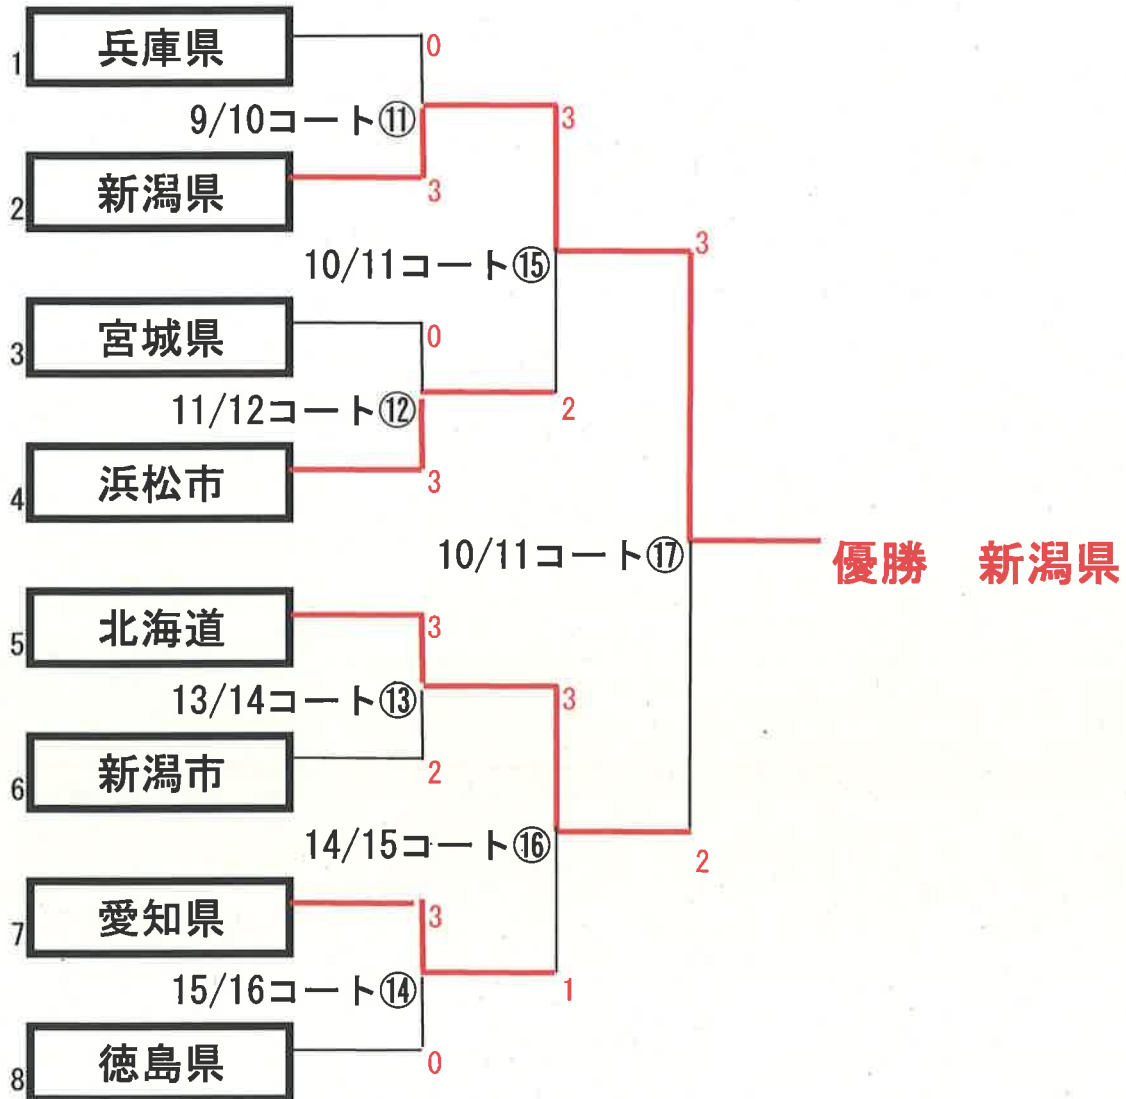 1 兵庫県
0
9/10コート⑪
3
2 新潟県
3
10/11コート⑮
3
3 宮城県
0
11/12コート⑫
2
4 浜松市
3
10/11コート⑰
優勝 新潟県
5 北海道
3
13/14コート⑬
3
6 新潟市
2
14/15コート⑯
2
7 愛知県
3
15/16コート⑭
1
8 徳島県
0